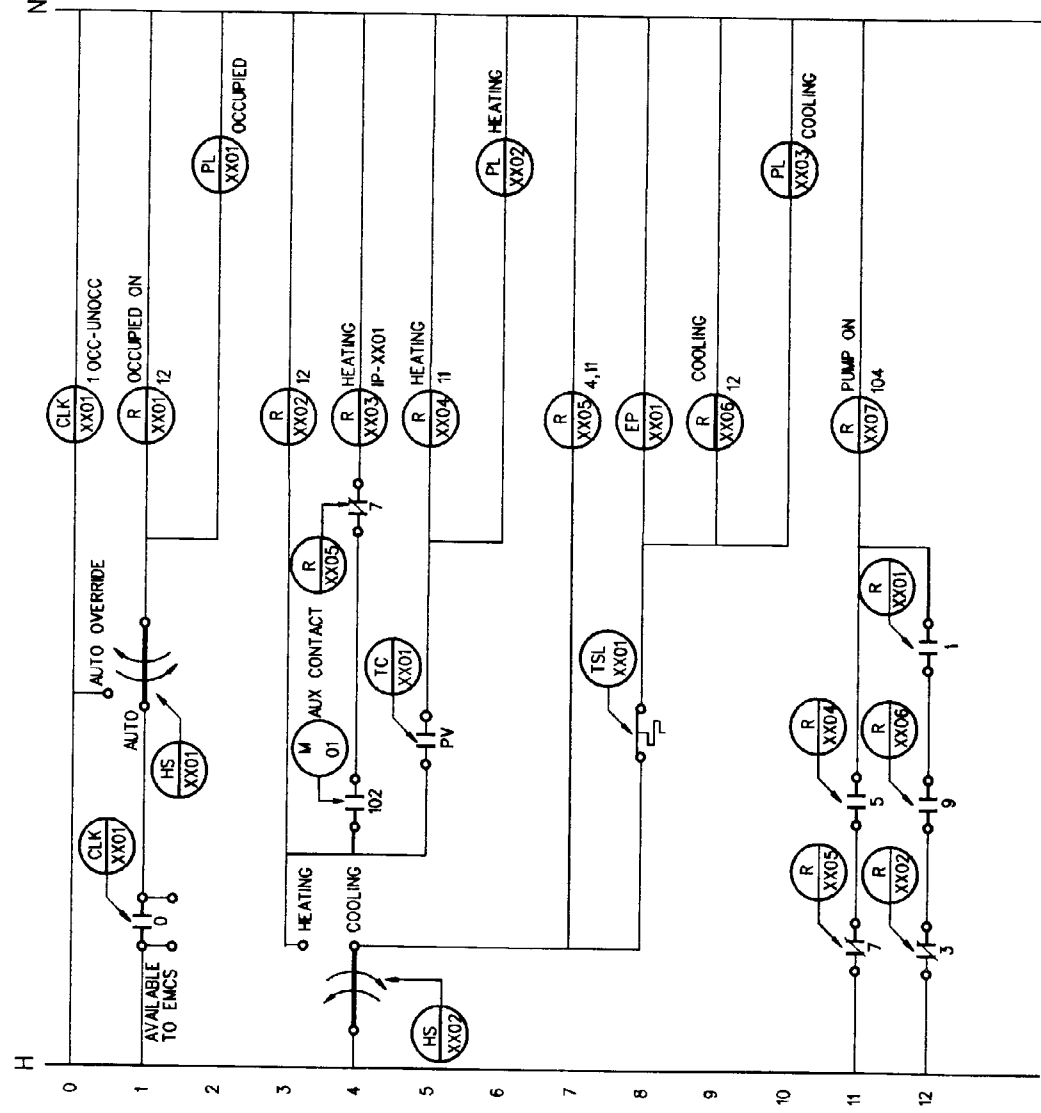 H
N
0
CLK
XX01
1 OCC-UNOCC
AUTO OVERRIDE
CLK
XX01
AUTO
1
0
AVAILABLE
TO EMCS
HS
XX01
R
XX01
OCCUPIED ON
12
2
PL
XX01
OCCUPIED
3
HEATING
R
XX02
12
M
01
AUX CONTACT
R
XX05
4
COOLING
102
7
R
XX03
HEATING
IP-XX01
HS
XX02
TC
XX01
5
PV
R
XX04
HEATING
11
6
PL
XX02
HEATING
7
R
XX05
4,11
TSL
XX01
8
EP
XX01
9
R
XX06
COOLING
12
10
PL
XX03
COOLING
R
XX05
R
XX04
11
7
5
R
XX07
PUMP ON
104
R
XX02
R
XX06
R
XX01
12
3
9
1